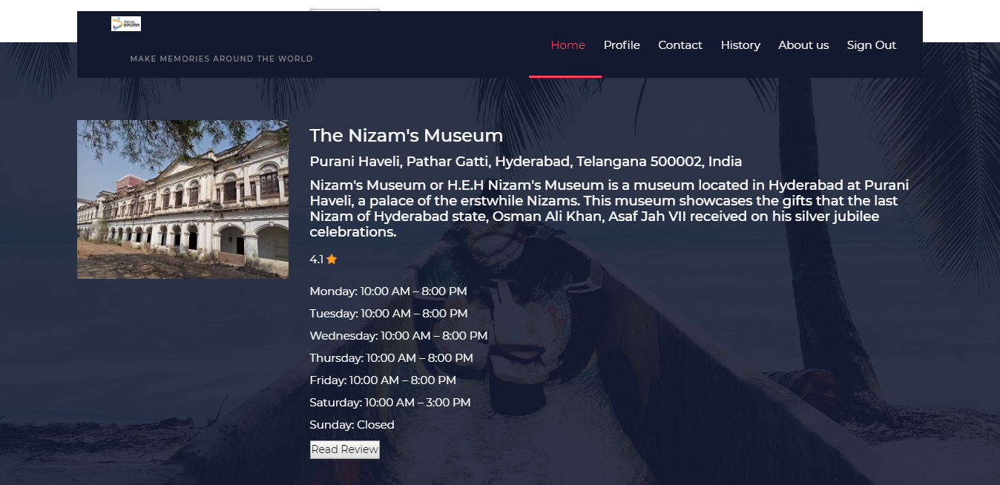 TRAVEL
EXPLORER
MAKE MEMORIES AROUND THE WORLD
Home Profile Contact History About us Sign Out
The Nizam's Museum
Purani Haveli, Pathar Gatti, Hyderabad, Telangana 500002, India
Nizam's Museum or H.E.H Nizam's Museum is a museum located in Hyderabad at Purani
Haveli, a palace of the erstwhile Nizams. This museum showcases the gifts that the last
Nizam of Hyderabad state, Osman Ali Khan, Asaf Jah VII received on his silver jubilee
celebrations.
4.1
Monday: 10:00 AM – 8:00 PM
Tuesday: 10:00 AM – 8:00 PM
Wednesday: 10:00 AM – 8:00 PM
Thursday: 10:00 AM – 8:00 PM
Friday: 10:00 AM – 8:00 PM
Saturday: 10:00 AM – 3:00 PM
Sunday: Closed
Read Review